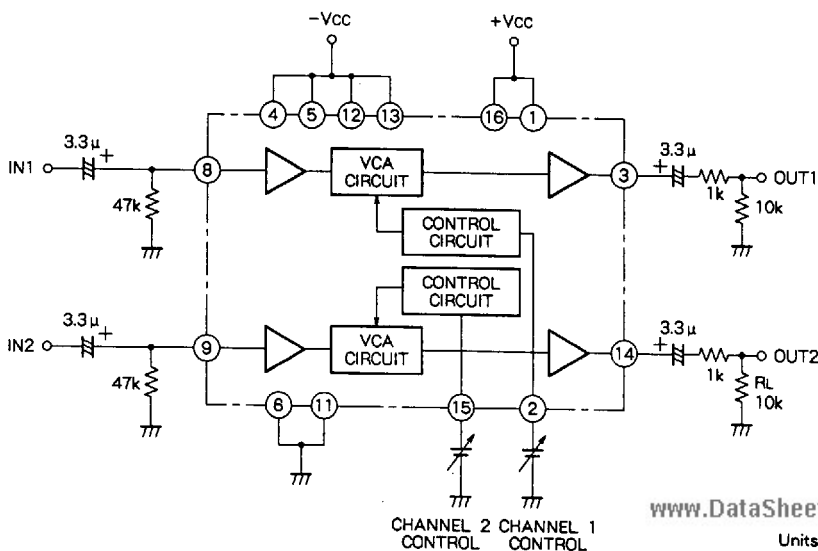 -Vcc
+Vcc
4 5 12 13 16 1
3.3μ
+
IN1
8
VCA
CIRCUIT
3
3.3μ
+
OUT1
47k
1k
10k
CONTROL
CIRCUIT
CONTROL
CIRCUIT
3.3μ
+
IN2
9
VCA
CIRCUIT
14
3.3μ
+
OUT2
47k
1k
RL
10k
6 11 15 2
CHANNEL 2 CHANNEL 1
CONTROL CONTROL
www.DataShee
Units